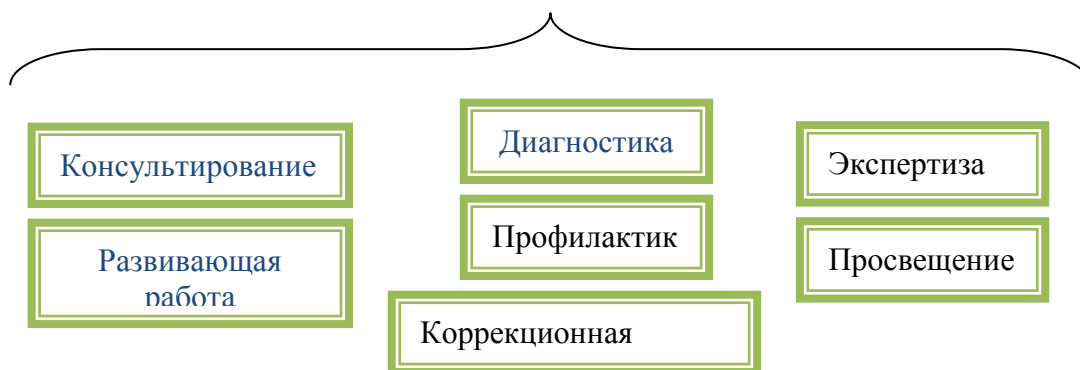 Консультирование
Развивающая
работа
Диагностика
Профилактик
Коррекционная
Экспертиза
Просвещение